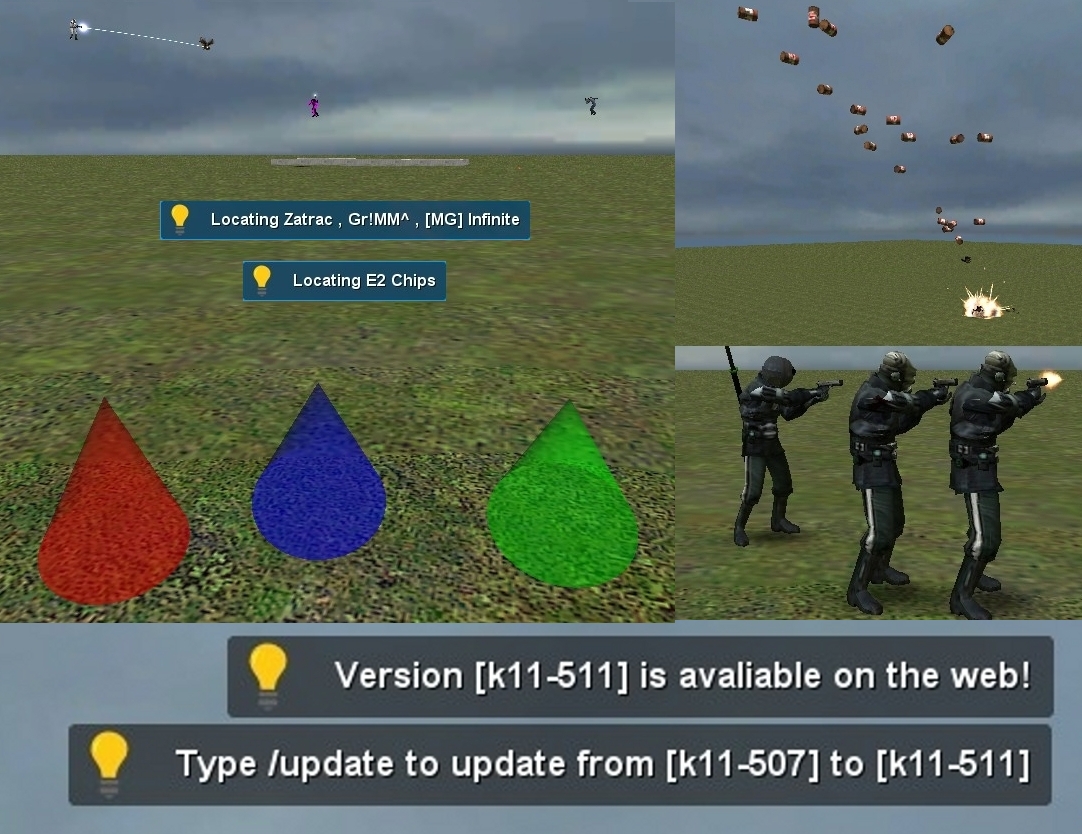 Locating Zatrac , Gr!MM^ , [MG] Infinite
Locating E2 Chips
Version [k11-511] is avaliable on the web!
Type /update to update from [k11-507] to [k11-511]